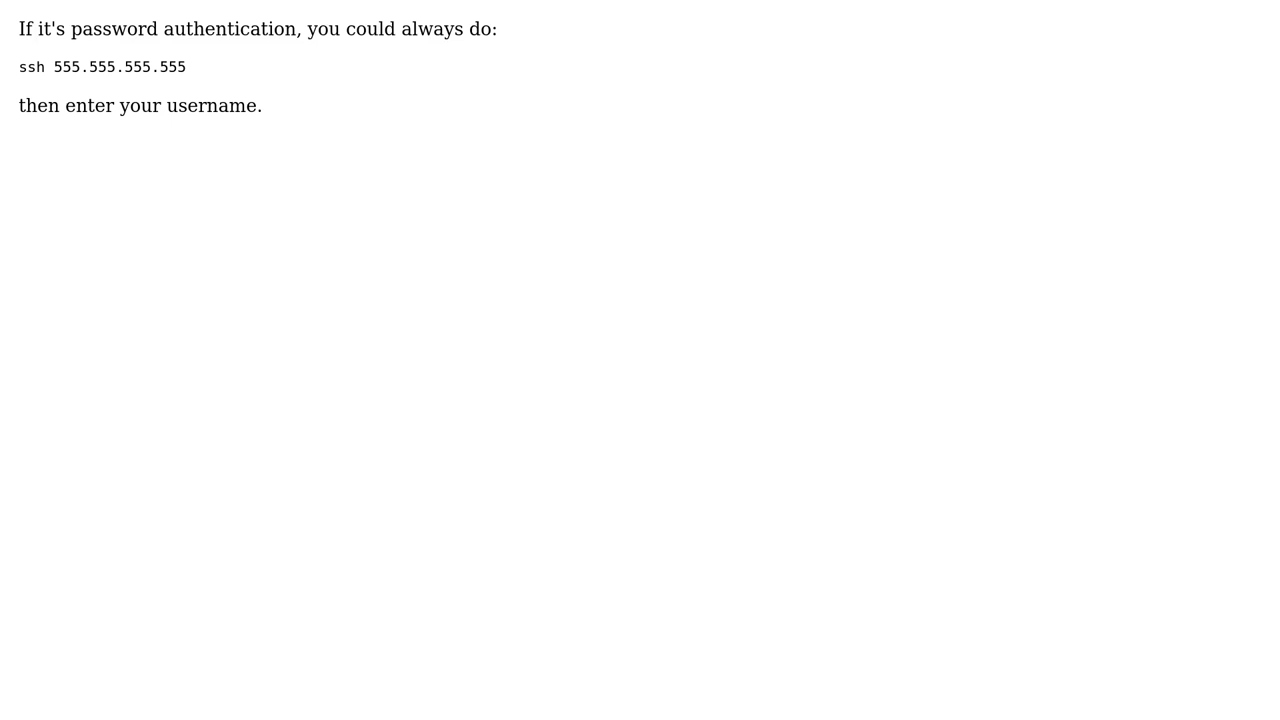 If it's password authentication, you could always do:
ssh 555.555.555.555
then enter your username.